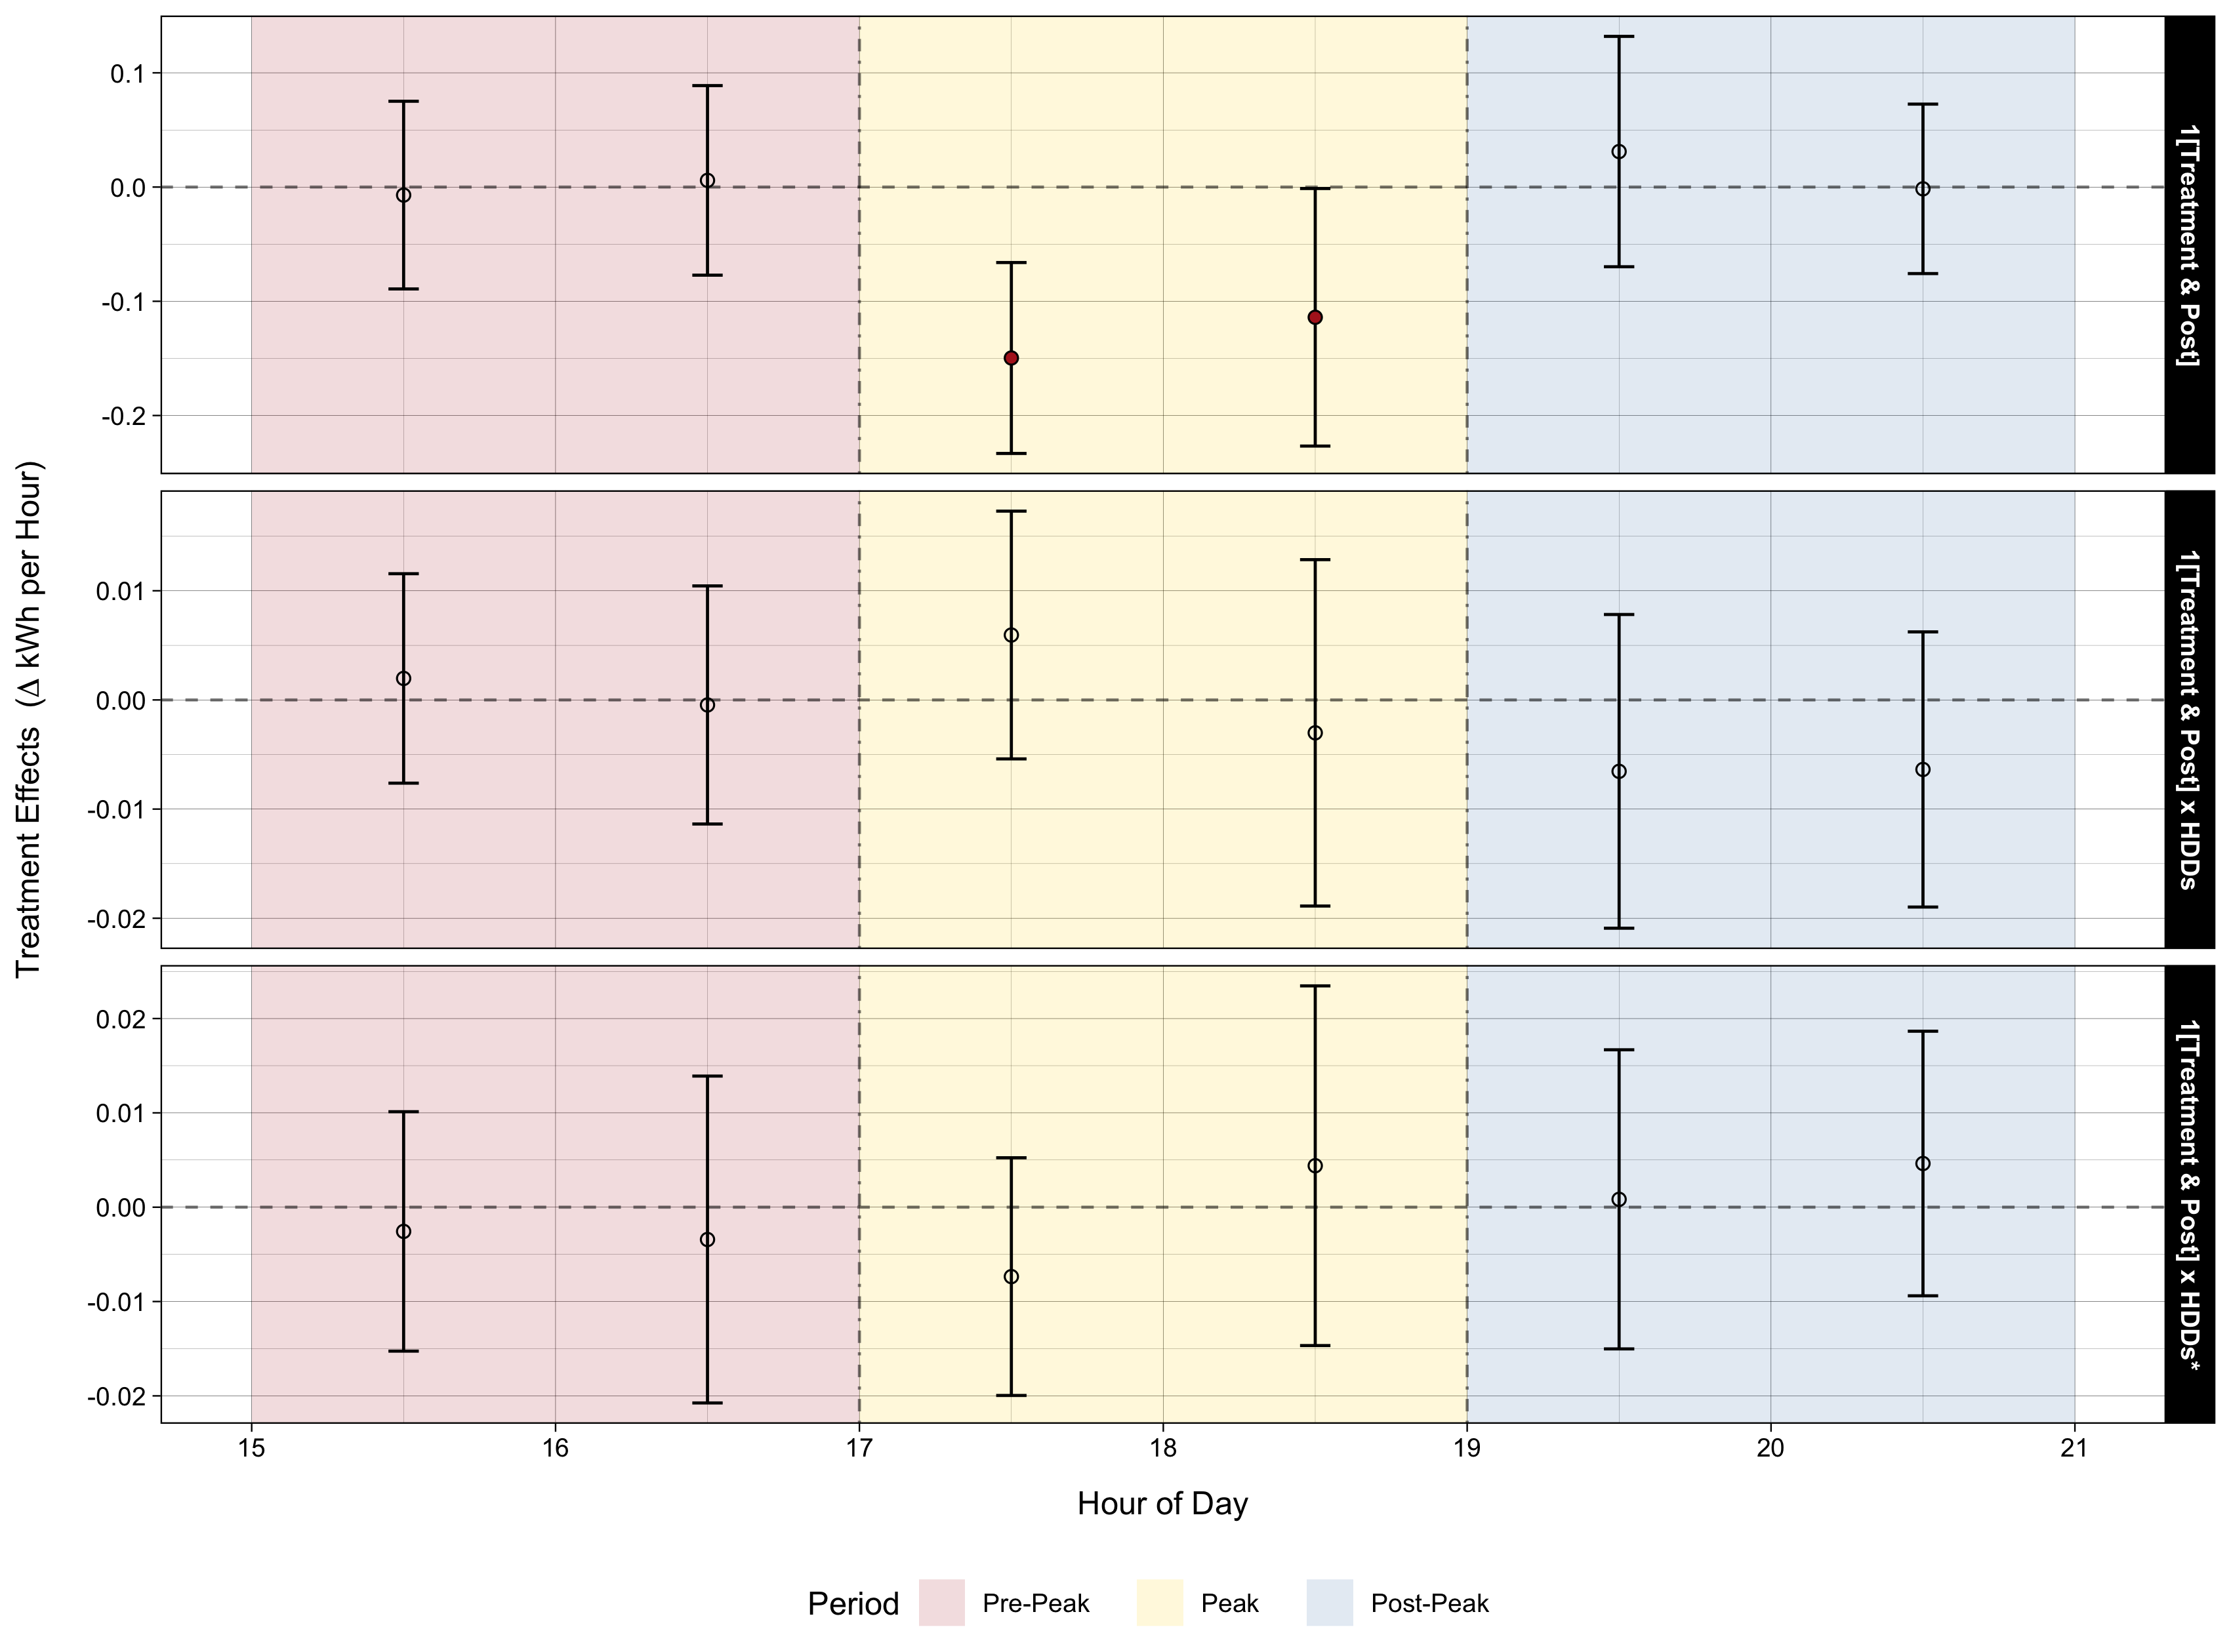 Treatment Effects (Δ kWh per Hour)
0.1
0.0
-0.1
-0.2
1[Treatment & Post]
0.01
0.00
-0.01
-0.02
1[Treatment & Post] x HDDs
0.02
0.01
0.00
-0.01
-0.02
1[Treatment & Post] x HDDs*
15 16 17 18 19 20 21
Hour of Day
Period Pre-Peak Peak Post-Peak